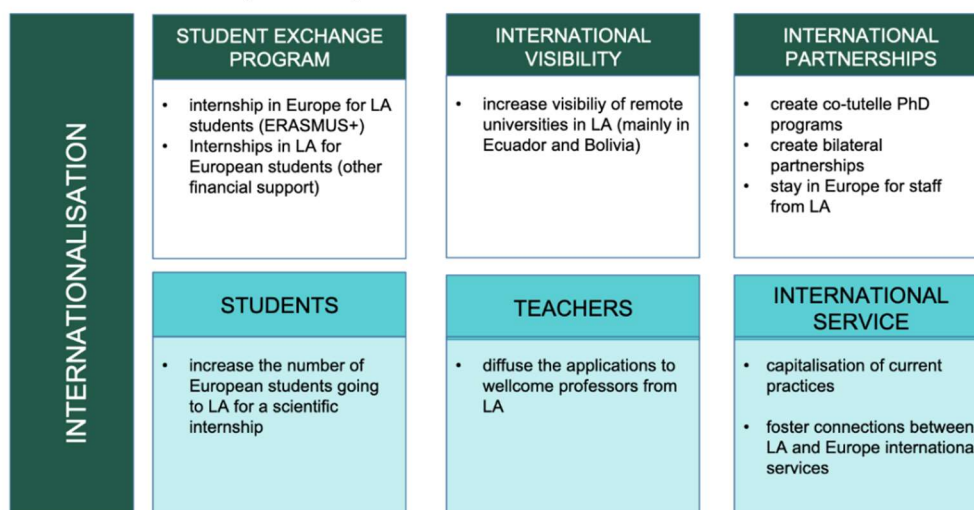 INTERNATIONALISATION
STUDENT EXCHANGE
PROGRAM
• internship in Europe for LA
students (ERASMUS+)
• Internships in LA for
European students (other
financial support)
INTERNATIONAL
VISIBILITY
• increase visibiliy of remote
universities in LA (mainly in
Ecuador and Bolivia)
INTERNATIONAL
PARTNERSHIPS
• create co-tutelle PhD
programs
• create bilateral
partnerships
• stay in Europe for staff
from LA
STUDENTS
• increase the number of
European students going
to LA for a scientific
internship
TEACHERS
• diffuse the applications to
wellcome professors from
LA
INTERNATIONAL
SERVICE
• capitalisation of current
practices
• foster connections between
LA and Europe internationa
services